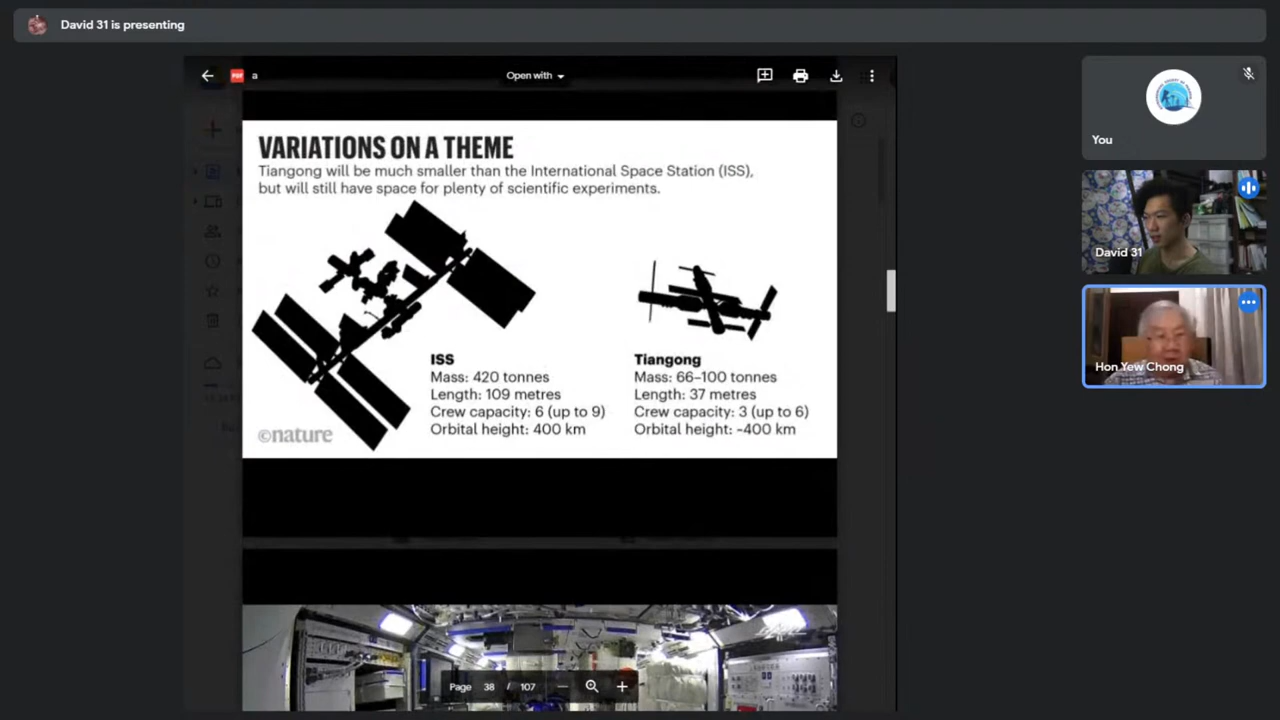 David 31 is presenting
PDF a
Open with
You
VARIATIONS ON A THEME
Tiangong will be much smaller than the International Space Station (ISS),
but will still have space for plenty of scientific experiments.
David 31
Hon Yew Chong
ISS
Mass: 420 tonnes
Length: 109 metres
Crew capacity: 6 (up to 9)
Orbital height: 400 km
Tiangong
Mass: 66–100 tonnes
Length: 37 metres
Crew capacity: 3 (up to 6)
Orbital height: ~400 km
©nature
Page 38 / 107